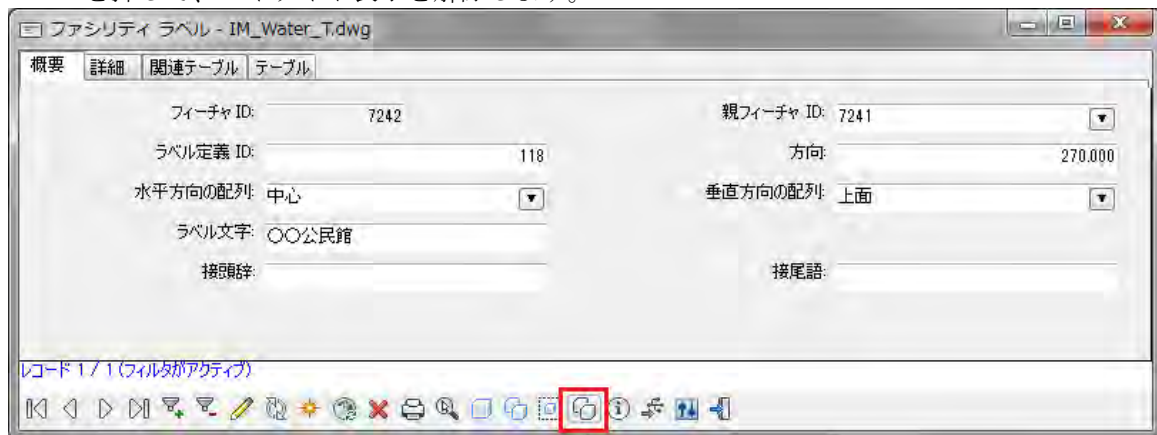 ファシリティ ラベル - IM_Water_T.dwg
概要 詳細 関連テーブル テーブル
フィーチャ ID: 7242 親フィーチャ ID: 7241
ラベル定義 ID: 118 方向: 270.000
水平方向の配列: 中心 垂直方向の配列: 上面
ラベル文字: 〇〇公民館
接頭辞: 接尾語:
レコード 1 / 1 (フィルタがアクティブ)